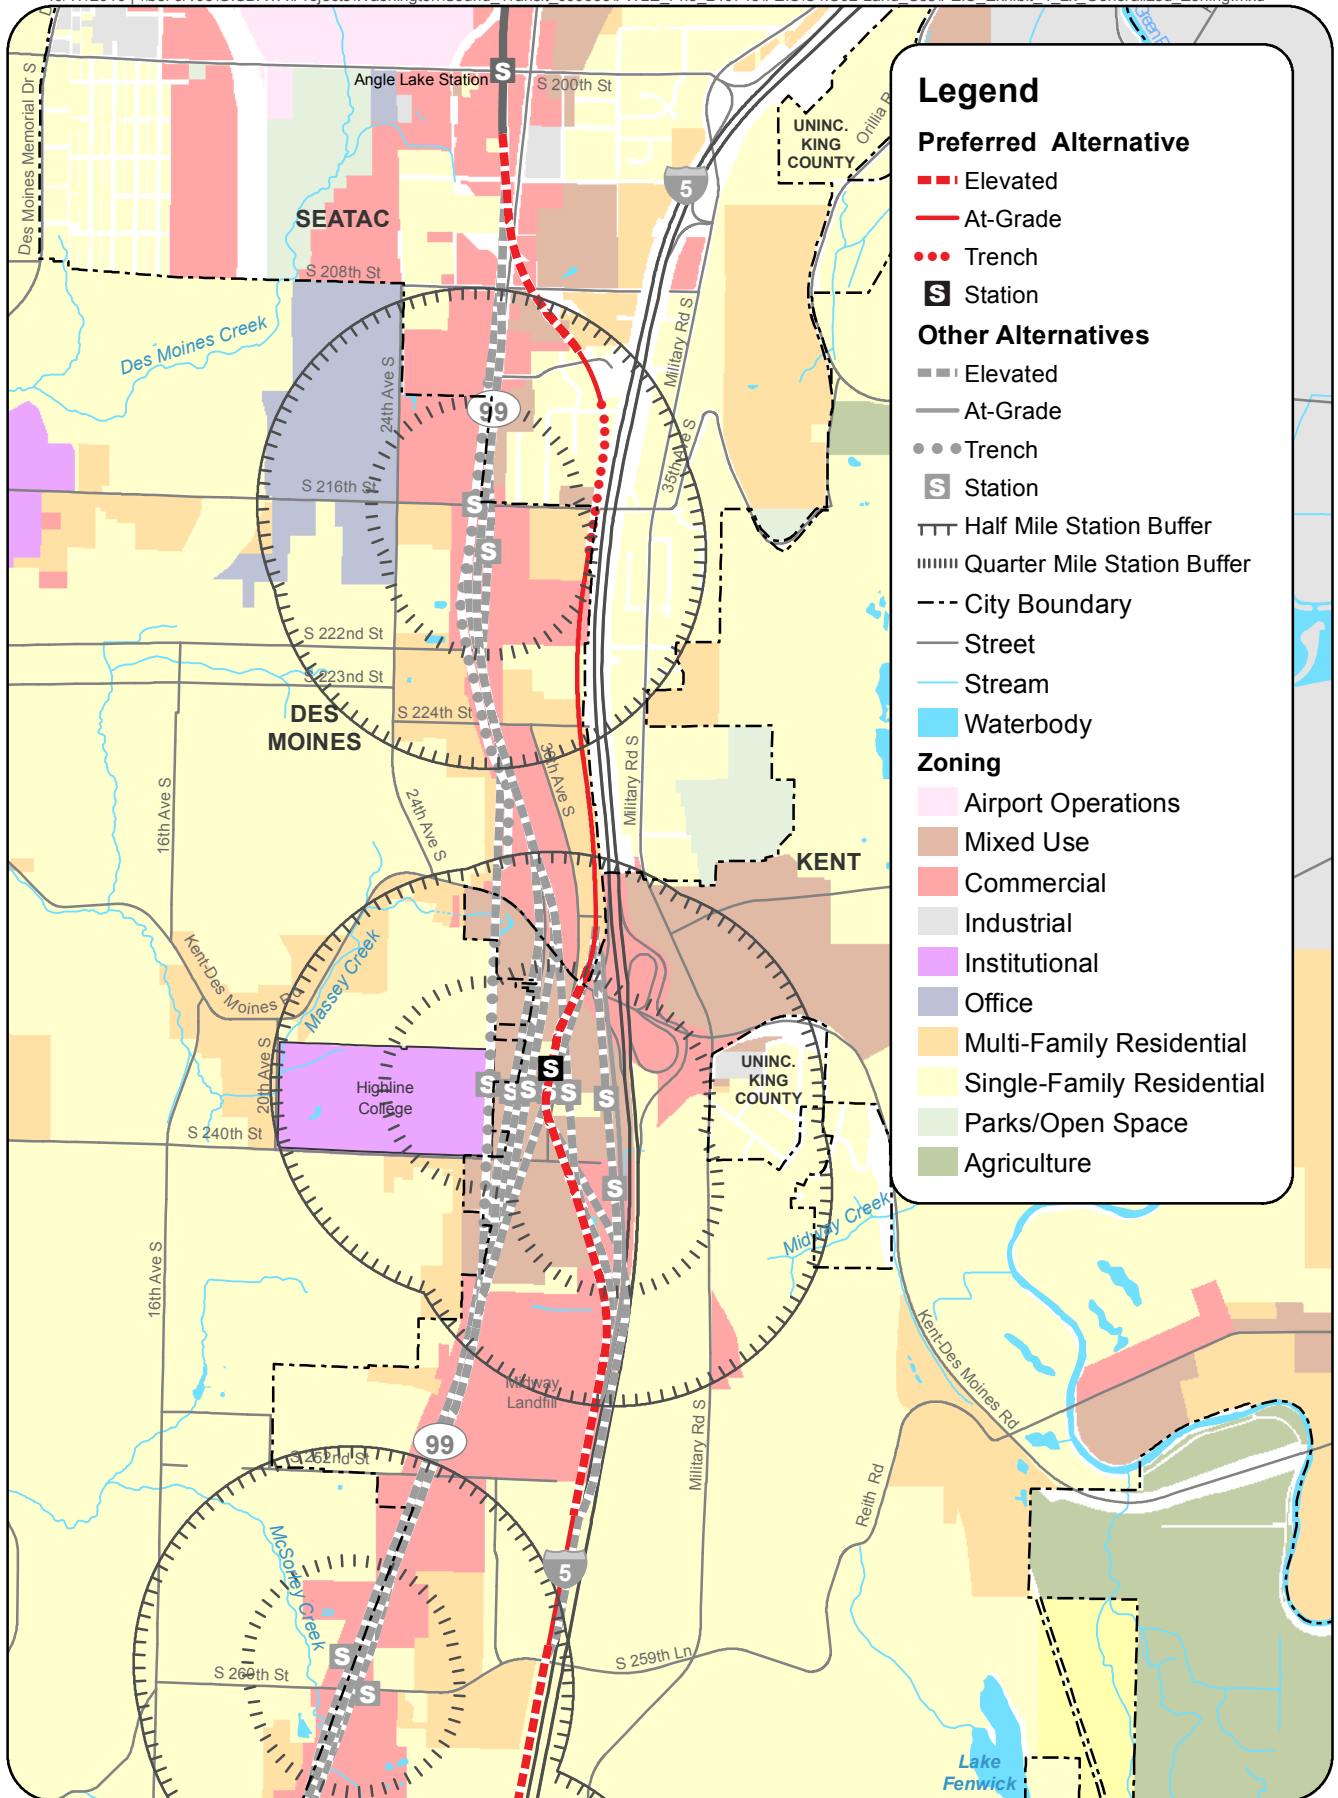 Angle Lake Station
S 200th St
Des Moines Memorial Dr S
SEATAC
5
UNINC.
KING
COUNTY
S 208th St
Des Moines Creek
24th Ave S
99
Military Rd S
35th Ave S
S 216th St
S
S
S
S 222nd St
S 223rd St
S 224th St
DES
MOINES
16th Ave S
24th Ave S
Military Rd S
KENT
Kent-Des Moines Rd
Massey Creek
20th Ave S
Highline
College
S
S
S
S
S
S
S
UNINC.
KING
COUNTY
S 240th St
Midway Creek
16th Ave S
Midway
Landfill
Kent-Des Moines Rd
99
S 252nd St
Military Rd S
Reith Rd
McSorley Creek
5
S
S
S 260th St
S 259th Ln
Lake
Fenwick
Legend
Preferred Alternative
Elevated
At-Grade
Trench
S Station
Other Alternatives
Elevated
At-Grade
Trench
S Station
Half Mile Station Buffer
Quarter Mile Station Buffer
City Boundary
Street
Stream
Waterbody
Zoning
Airport Operations
Mixed Use
Commercial
Industrial
Institutional
Office
Multi-Family Residential
Single-Family Residential
Parks/Open Space
Agriculture